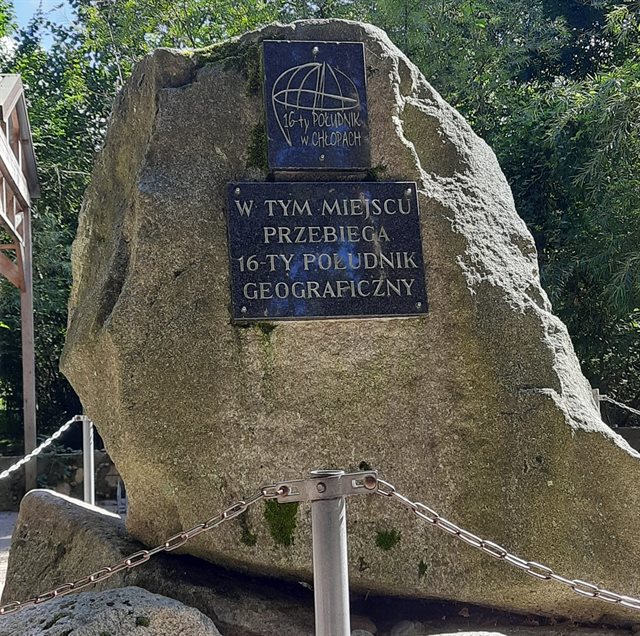 16-ty POŁUDNIK
w CHŁOPACH
W TYM MIEJSCU
PRZEBIEGA
16-TY POŁUDNIK
GEOGRAFICZNY